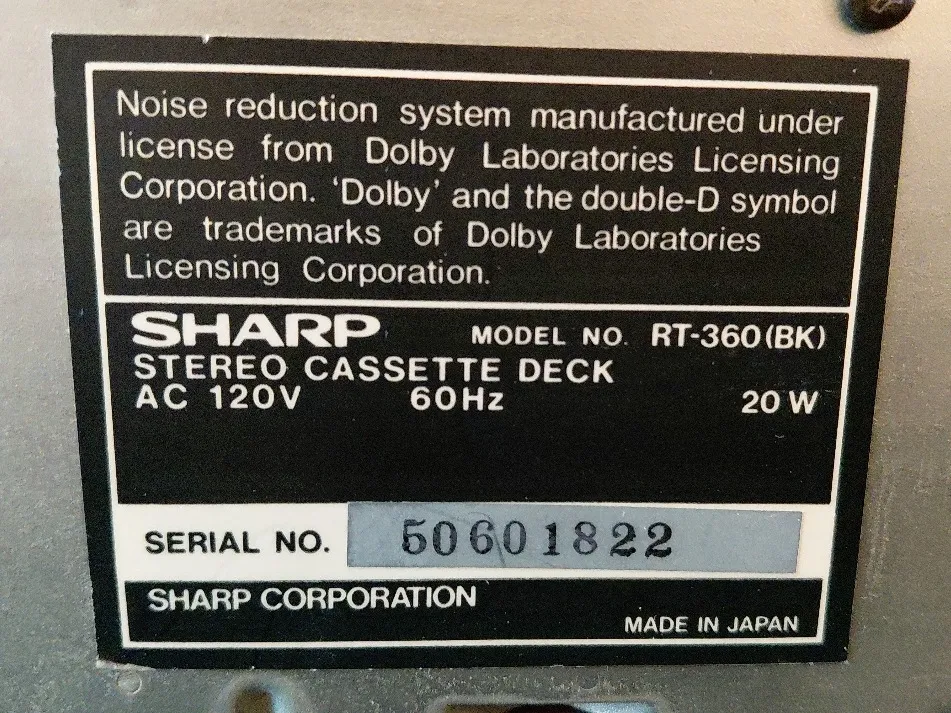 Noise reduction system manufactured under
license from Dolby Laboratories Licensing
Corporation. 'Dolby' and the double-D symbol
are trademarks of Dolby Laboratories
Licensing Corporation.
SHARP MODEL NO. RT-360(BK)
STEREO CASSETTE DECK
AC 120V 60Hz 20 W
SERIAL NO. 50601822
SHARP CORPORATION
MADE IN JAPAN